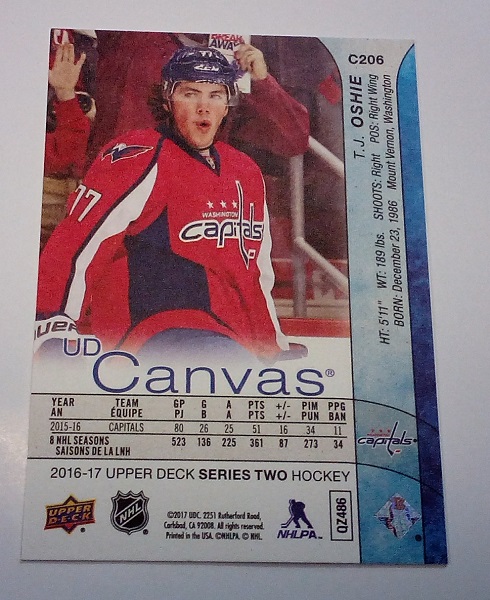 BREAK
AWAY
C206
77
WASHINGTON
capitals
T.J. OSHIE
HT: 5'11" WT: 189 lbs. SHOOTS: Right POS: Right Wing
BORN: December 23, 1986 Mount Vernon, Washington
UD Canvas®
YEAR TEAM GP G A PTS +/- PIM PPG
AN ÉQUIPE PJ B A PTS +/- PUN BAN
2015-16 CAPITALS 80 26 25 51 16 34 11
8 NHL SEASONS 523 136 225 361 87 273 34
SAISONS DE LA LNH
capitals
2016-17 UPPER DECK SERIES TWO HOCKEY
UPPER DECK
NHL
©2017 UDC. 2251 Rutherford Road,
Carlsbad, CA 92008. All rights reserved.
Printed in the USA. ©NHLPA. © NHL.
NHLPA
QZ486